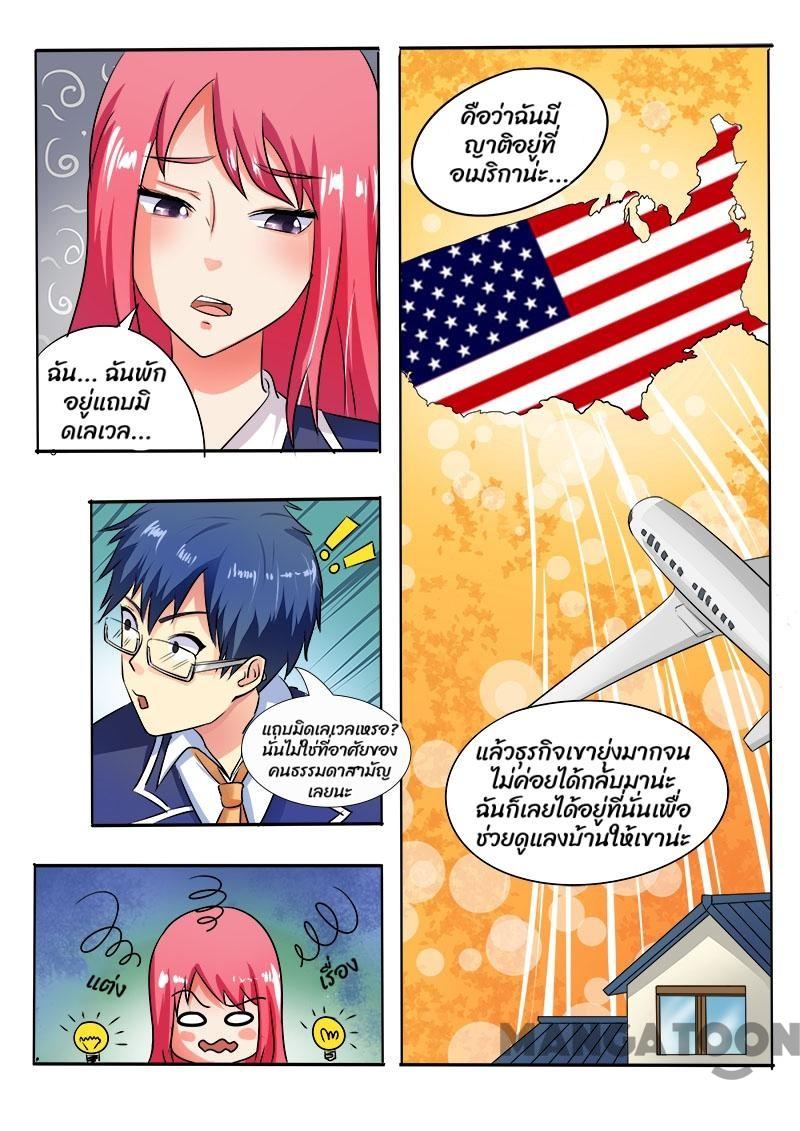 ฉัน... ฉันพัก
อยู่แถบมิ
ดเลเวล...
แถบมิดเลเวลเหรอ?
นั่นไม่ใช่ที่อาศัยของ
คนธรรมดาสามัญ
เลยนะ
แต่ง
เรื่อง
คือว่าฉันมี
ญาติอยู่ที่
อเมริกาน่ะ...
แล้วธุรกิจเขายุ่งมากจน
ไม่ค่อยได้กลับมาน่ะ
ฉันก็เลยได้อยู่ที่นั่นเพื่อ
ช่วยดูแลงบ้านให้เขาน่ะ
MANGATOON